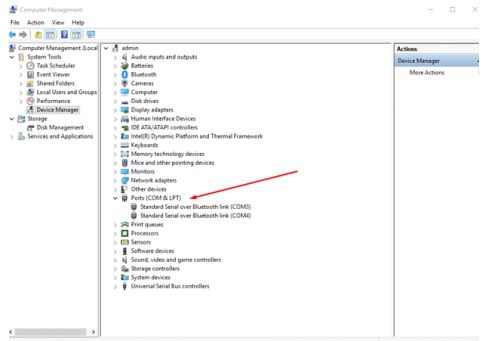 Computer Management
File Action View Help
Computer Management (Local
System Tools
Task Scheduler
Event Viewer
Shared Folders
Local Users and Groups
Performance
Device Manager
Storage
Disk Management
Services and Applications
admin
Audio inputs and outputs
Batteries
Bluetooth
Cameras
Computer
Disk drives
Display adapters
Human Interface Devices
IDE ATA/ATAPI controllers
Intel(R) Dynamic Platform and Thermal Framework
Keyboards
Memory technology devices
Mice and other pointing devices
Monitors
Network adapters
Other devices
Ports (COM & LPT)
Standard Serial over Bluetooth link (COM3)
Standard Serial over Bluetooth link (COM4)
Print queues
Processors
Sensors
Software devices
Sound, video and game controllers
Storage controllers
System devices
Universal Serial Bus controllers
Actions
Device Manager
More Actions